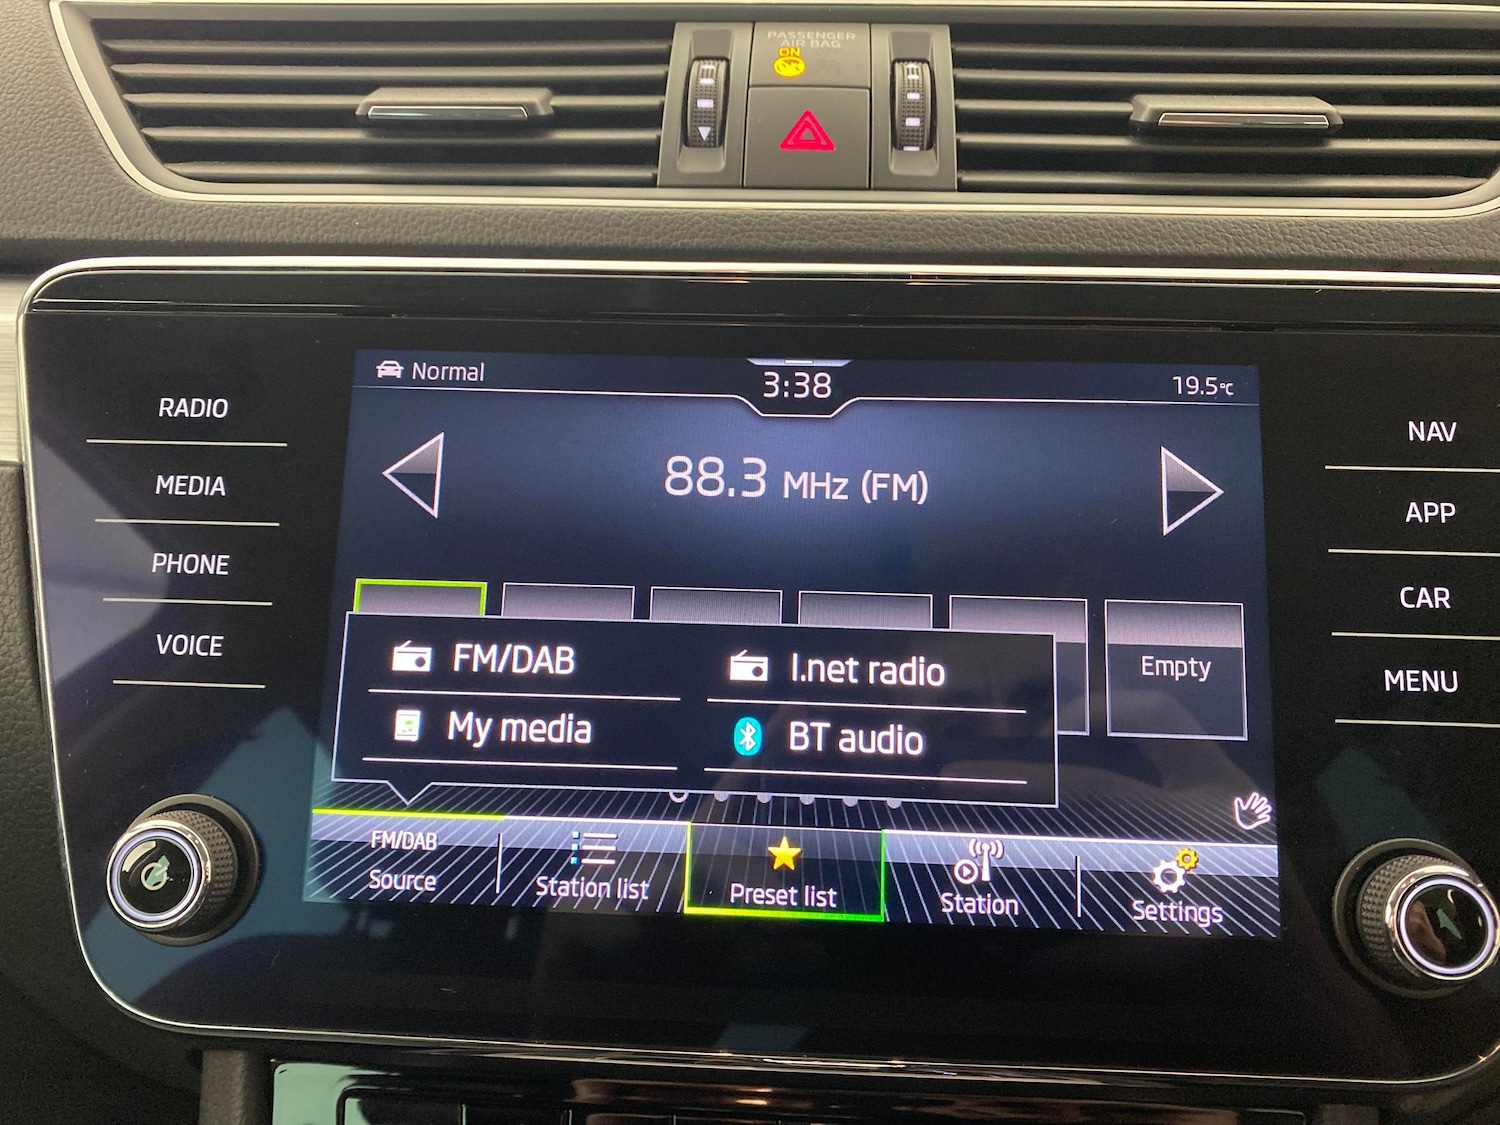 PASSENGER
AIR BAG
ON
Normal
3:38
19.5°C
RADIO
MEDIA
PHONE
VOICE
88.3 MHz (FM)
NAV
APP
CAR
MENU
FM/DAB
I.net radio
My media
BT audio
Empty
FM/DAB
Source
Station list
Preset list
Station
Settings